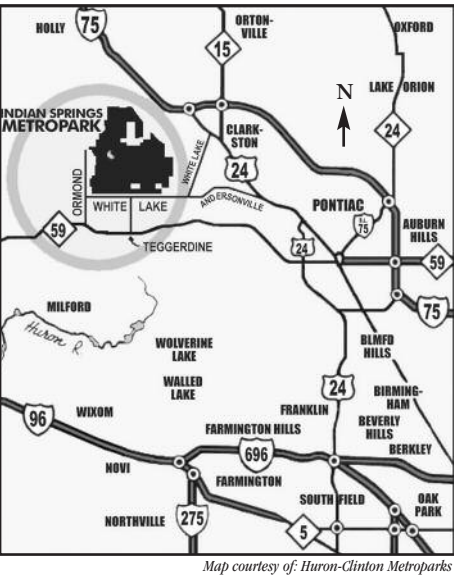 HOLLY
75
ORTON-
VILLE
15
OXFORD
LAKE ORION
24
N
INDIAN SPRINGS
METROPARK
CLARK-
STON
24
WHITE LAKE
ORMOND
WHITE LAKE
ANDERSONVILLE
PONTIAC
B.L.
75
AUBURN
HILLS
59
TEGGERDINE
24
59
75
MILFORD
Huron R.
WOLVERINE
LAKE
WALLED
LAKE
BLMFD
HILLS
24
BIRMING-
HAM
96
WIXOM
FRANKLIN
BEVERLY
HILLS
FARMINGTON HILLS
BERKLEY
696
NOVI
FARMINGTON
SOUTHFIELD
OAK
PARK
NORTHVILLE
275
5
Map courtesy of: Huron-Clinton Metroparks